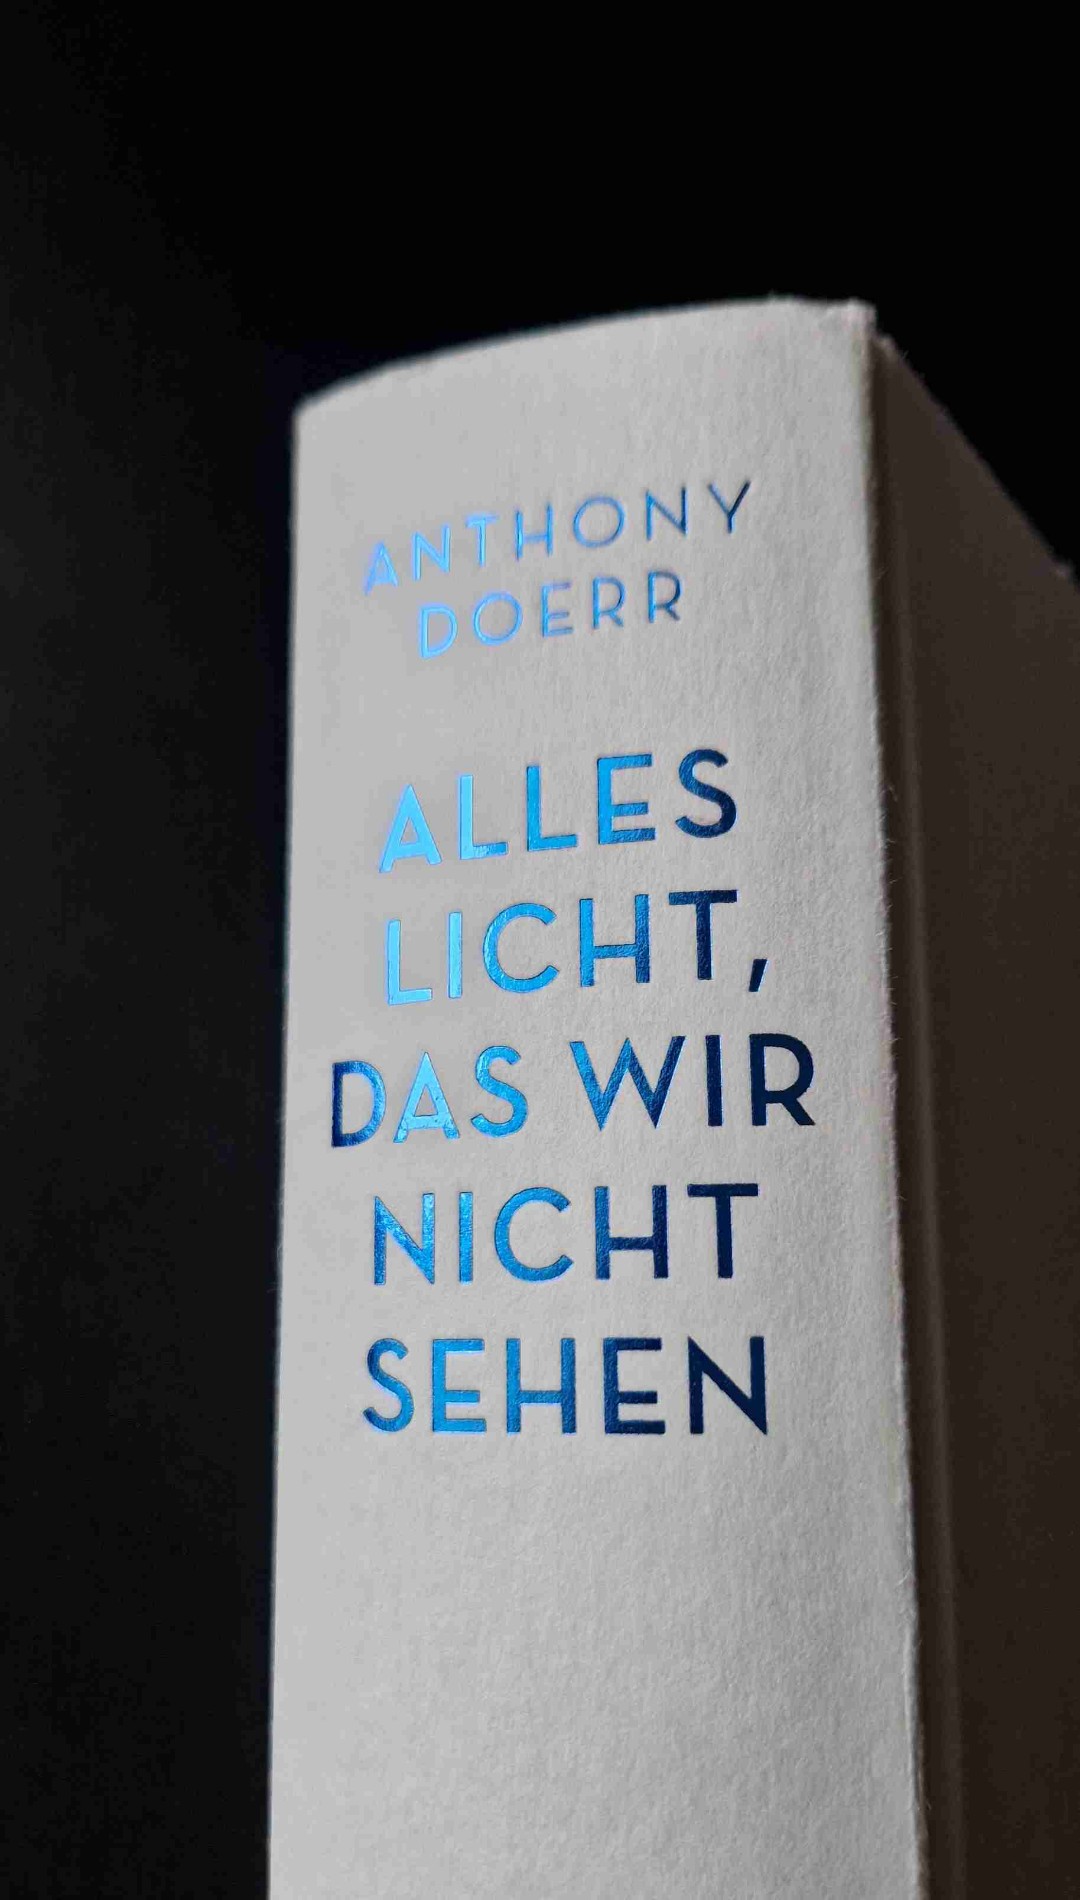 ANTHONY
DOERR
ALLES
LICHT,
DAS WIR
NICHT
SEHEN